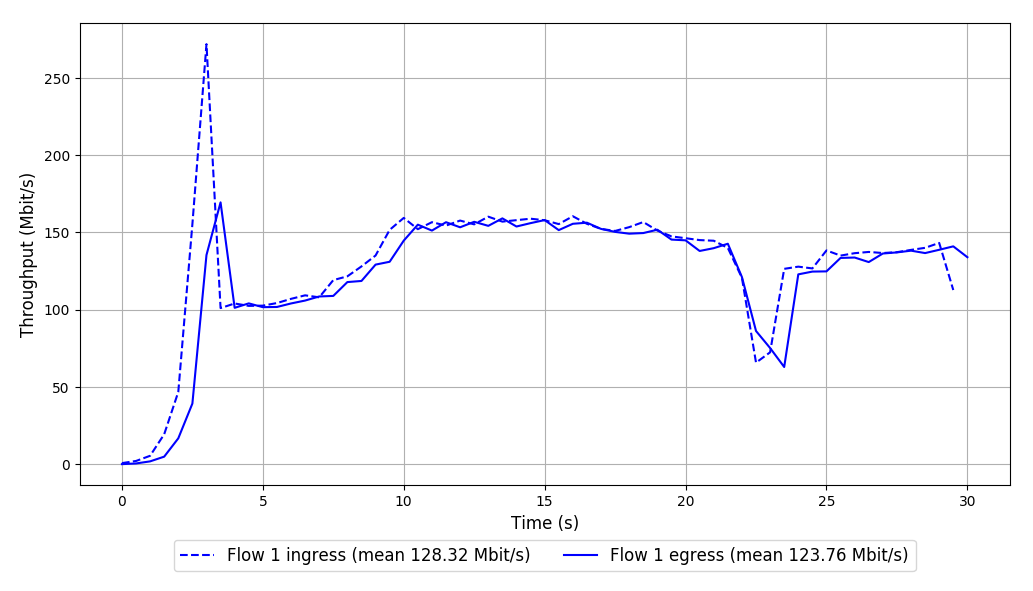 Throughput (Mbit/s)
250
200
150
100
50
0
0 5 10 15 20 25 30
Time (s)
Flow 1 ingress (mean 128.32 Mbit/s) Flow 1 egress (mean 123.76 Mbit/s)